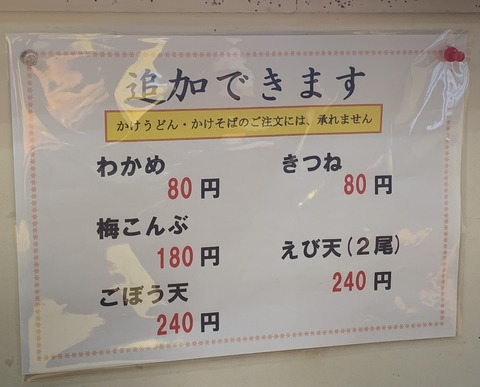 追加できます
かけうどん・かけそばのご注文には、承れません
わかめ
80円
きつね
80円
梅こんぶ
180円
えび天(2尾)
240円
ごぼう天
240円